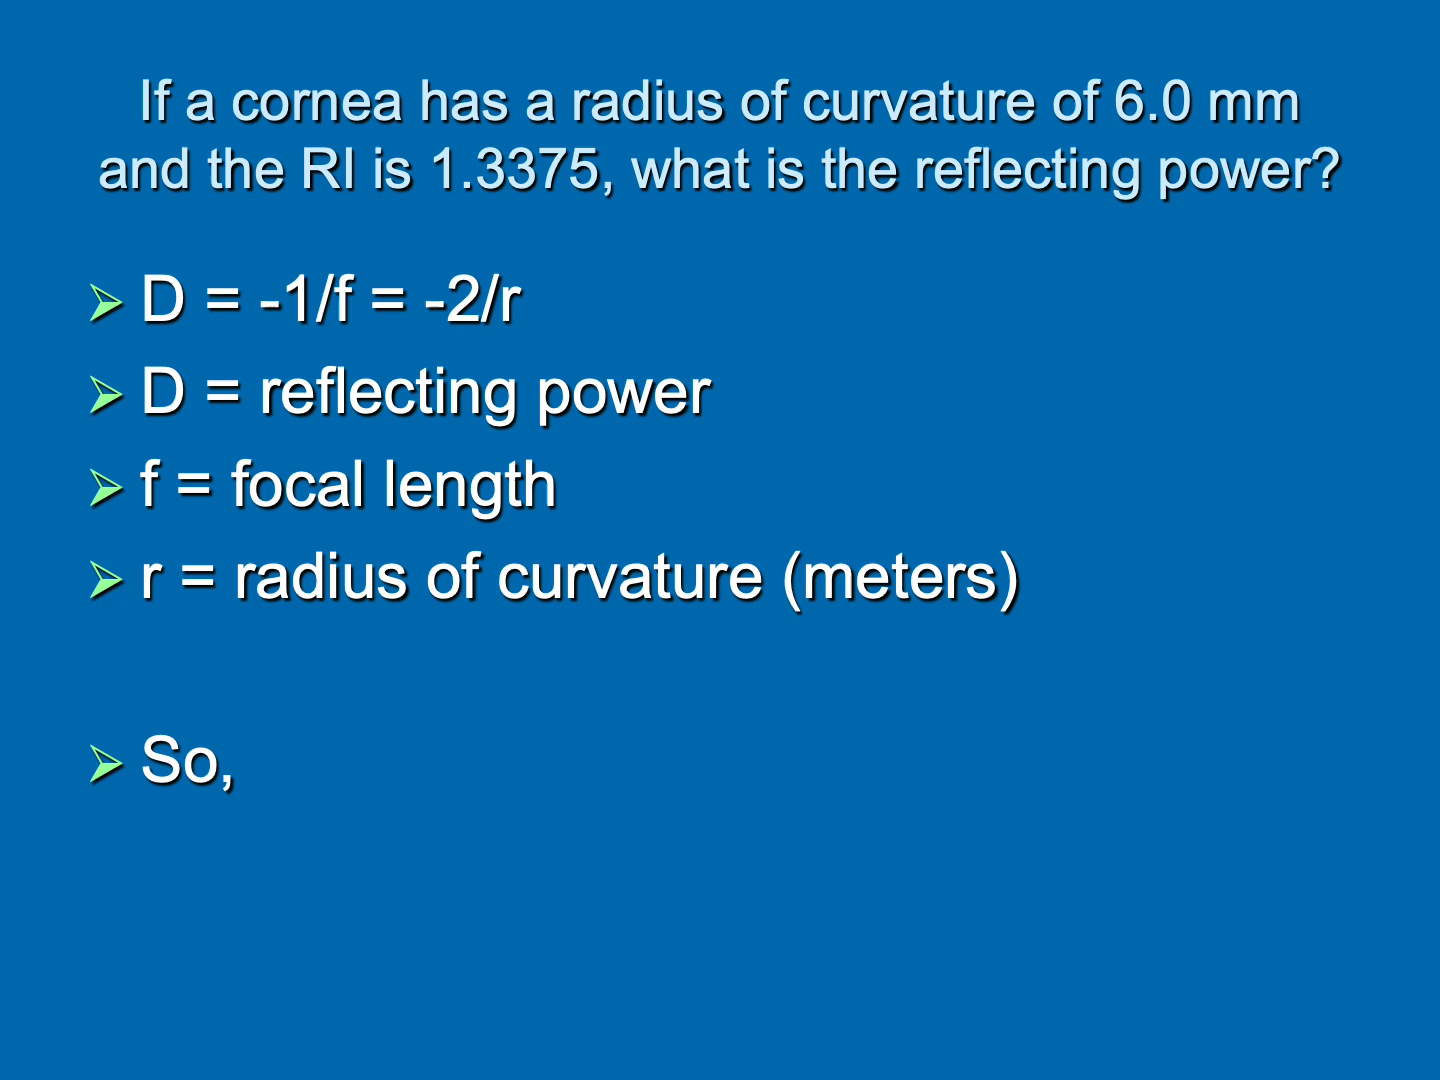 If a cornea has a radius of curvature of 6.0 mm
and the RI is 1.3375, what is the reflecting power?
D = -1/f = -2/r
D = reflecting power
f = focal length
r = radius of curvature (meters)
So,